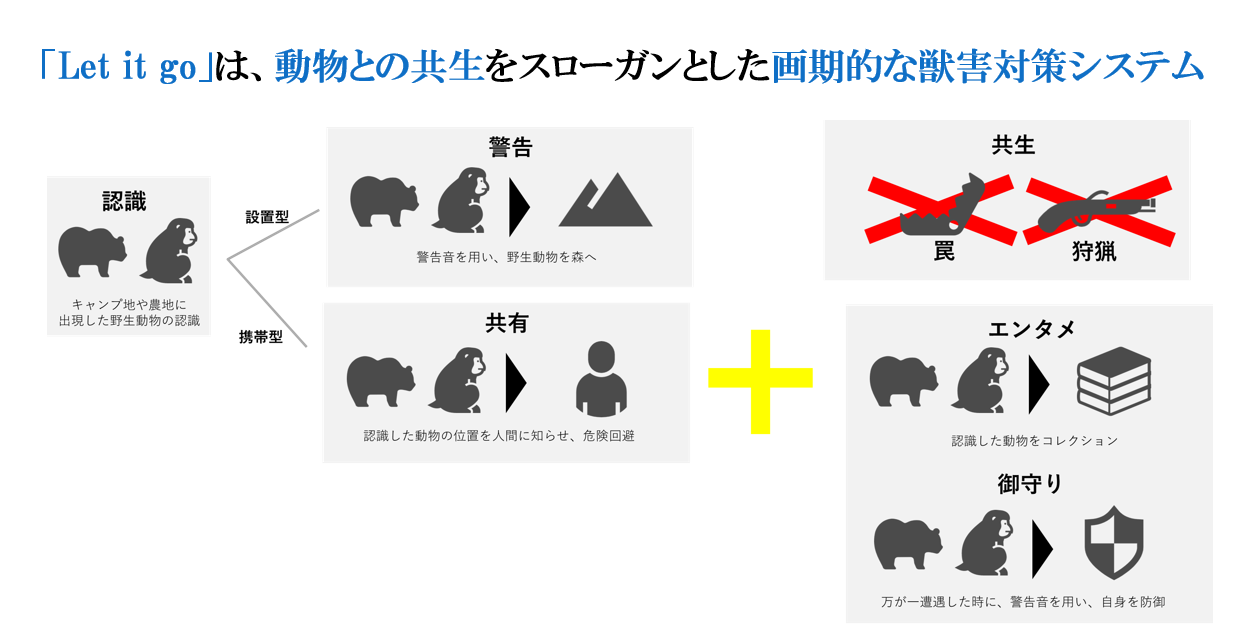 「Let it go」は、動物との共生をスローガンとした画期的な獣害対策システム
認識
キャンプ地や農地に
出現した野生動物の認識
設置型
携帯型
警告
警告音を用い、野生動物を森へ
共有
認識した動物の位置を人間に知らせ、危険回避
共生
罠
狩猟
エンタメ
認識した動物をコレクション
御守り
万が一遭遇した時に、警告音を用い、自身を防御